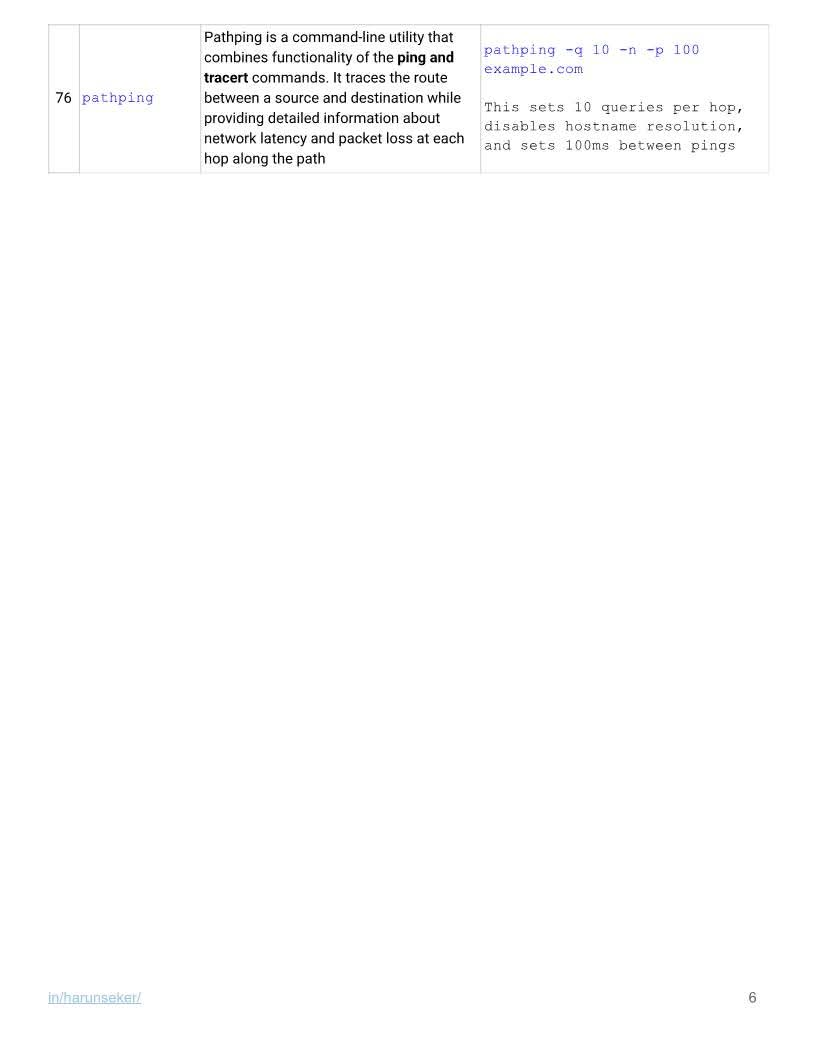 76
pathping
Pathping is a command-line utility that
combines functionality of the ping and
tracert commands. It traces the route
between a source and destination while
providing detailed information about
network latency and packet loss at each
hop along the path
pathping -q 10 -n -p 100
example.com
This sets 10 queries per hop,
disables hostname resolution,
and sets 100ms between pings
in/harunseker/
6